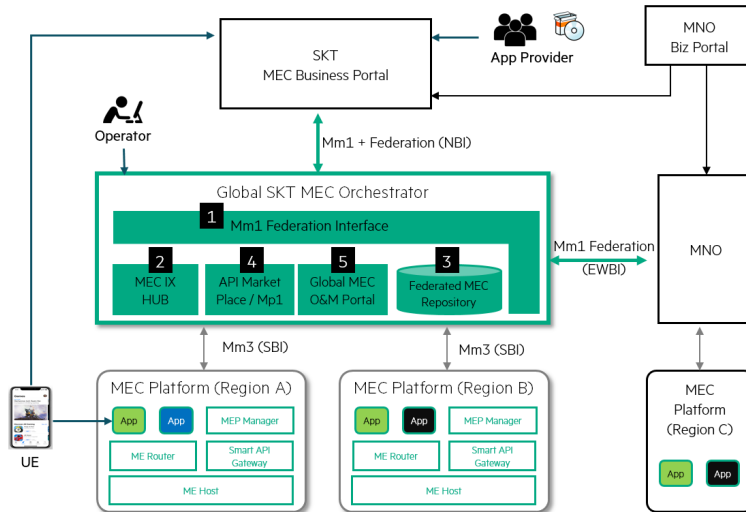 SKT
MEC Business Portal
App Provider
MNO
Biz Portal
Operator
Mm1 + Federation (NBI)
Global SKT MEC Orchestrator
1
Mm1 Federation Interface
2
MEC IX
HUB
4
API Market
Place / Mp1
5
Global MEC
O&M Portal
3
Federated MEC
Repository
Mm1 Federation
(EWBI)
MNO
Mm3 (SBI)
Mm3 (SBI)
MEC Platform (Region A)
App
App
MEP Manager
ME Router
Smart API
Gateway
ME Host
MEC Platform (Region B)
App
App
MEP Manager
ME Router
Smart API
Gateway
ME Host
MEC
Platform
(Region C)
App
App
UE